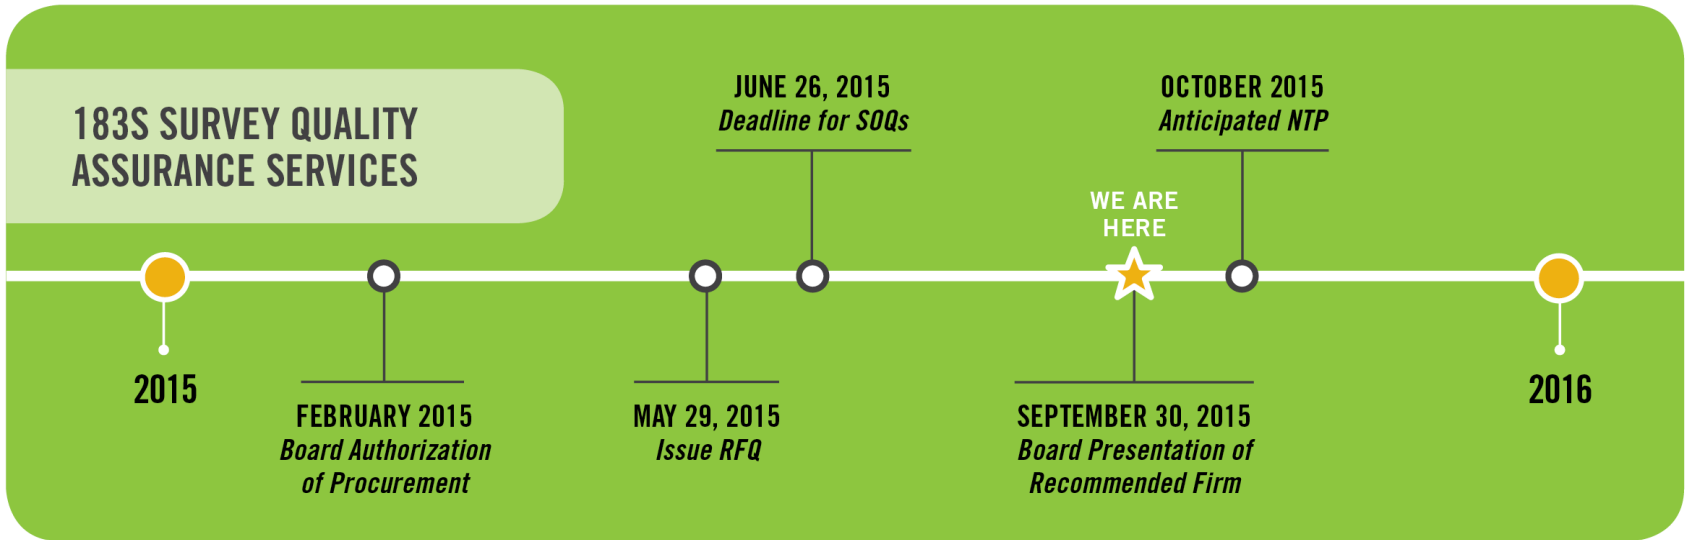 183S SURVEY QUALITY
ASSURANCE SERVICES
JUNE 26, 2015
Deadline for SOQs
OCTOBER 2015
Anticipated NTP
WE ARE
HERE
2015
FEBRUARY 2015
Board Authorization
of Procurement
MAY 29, 2015
Issue RFQ
SEPTEMBER 30, 2015
Board Presentation of
Recommended Firm
2016